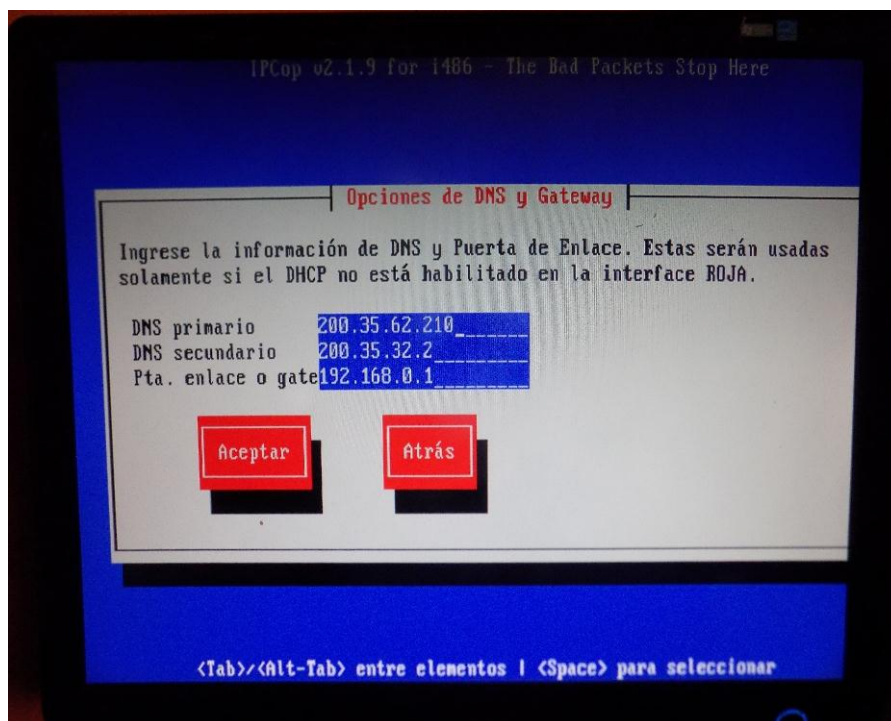 IPCop v2.1.9 for i486 - The Bad Packets Stop Here
Opciones de DNS y Gateway
Ingrese la información de DNS y Puerta de Enlace. Estas serán usadas
solamente si el DHCP no está habilitado en la interface ROJA.
DNS primario 200.35.62.210
DNS secundario 200.35.32.2
Pta. enlace o gate192.168.0.1
Aceptar Atrás
<Tab>/<Alt-Tab> entre elementos | <Space> para seleccionar